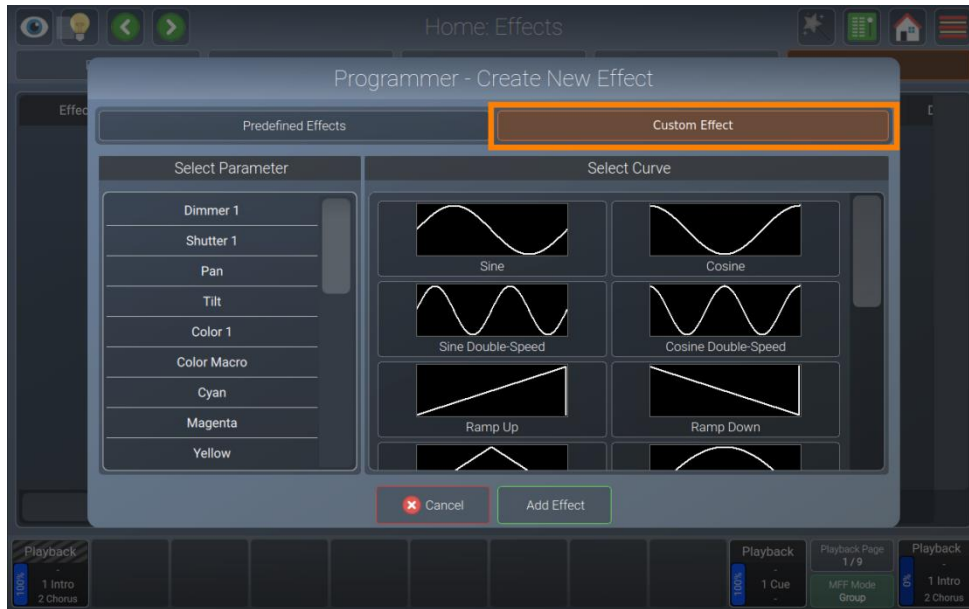 Home: Effects
Effec
Programmer - Create New Effect
Predefined Effects
Custom Effect
Select Parameter
Select Curve
Dimmer 1
Shutter 1
Pan
Tilt
Color 1
Color Macro
Cyan
Magenta
Yellow
Sine
Cosine
Sine Double-Speed
Cosine Double-Speed
Ramp Up
Ramp Down
Cancel
Add Effect
Playback
-
100%
1 Intro
2 Chorus
Playback
-
100%
1 Cue
-
Playback Page
1 / 9
MFF Mode
Group
Playback
-
0%
1 Intro
2 Chorus